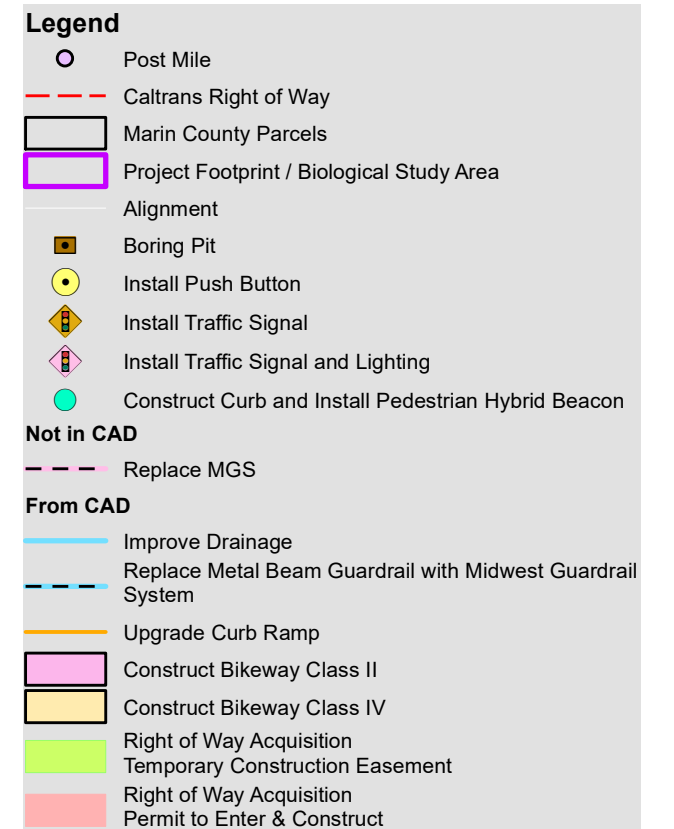 Legend
Post Mile
Caltrans Right of Way
Marin County Parcels
Project Footprint / Biological Study Area
Alignment
Boring Pit
Install Push Button
Install Traffic Signal
Install Traffic Signal and Lighting
Construct Curb and Install Pedestrian Hybrid Beacon
Not in CAD
Replace MGS
From CAD
Improve Drainage
Replace Metal Beam Guardrail with Midwest Guardrail
System
Upgrade Curb Ramp
Construct Bikeway Class II
Construct Bikeway Class IV
Right of Way Acquisition
Temporary Construction Easement
Right of Way Acquisition
Permit to Enter & Construct